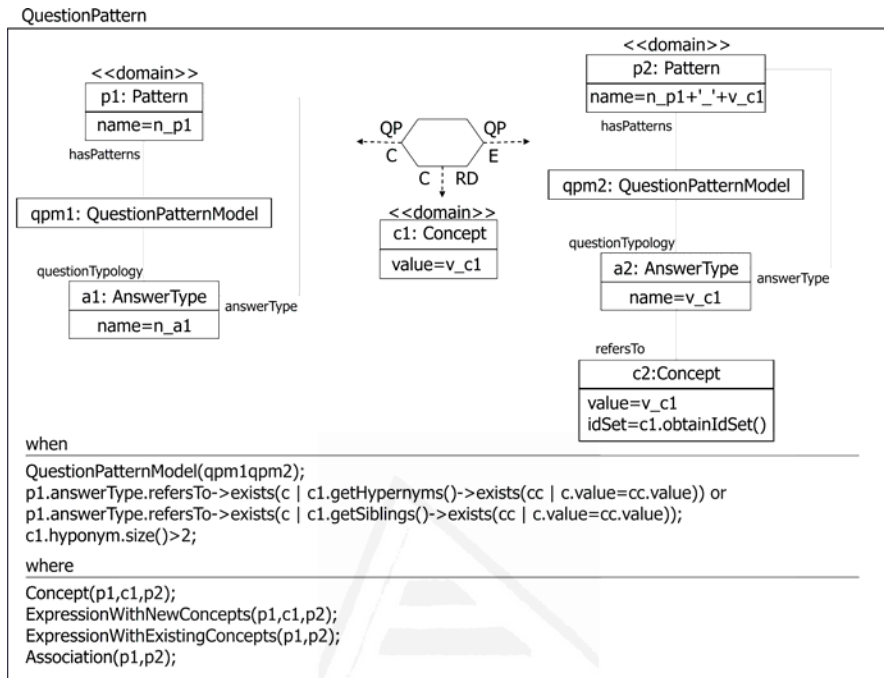 QuestionPattern
<<domain>>
p1: Pattern
name=n_p1
hasPatterns
qpm1: QuestionPatternModel
questionTypology
a1: AnswerType
name=n_a1
answerType
QP
QP
C
E
C
RD
<<domain>>
c1: Concept
value=v_c1
<<domain>>
p2: Pattern
name=n_p1+'_'+v_c1
hasPatterns
qpm2: QuestionPatternModel
questionTypology
a2: AnswerType
name=v_c1
answerType
refersTo
c2:Concept
value=v_c1
idSet=c1.obtainIdSet()
when
QuestionPatternModel(qpm1qpm2);
p1.answerType.refersTo->exists(c | c1.getHypernyms()->exists(cc | c.value=cc.value)) or
p1.answerType.refersTo->exists(c | c1.getSiblings()->exists(cc | c.value=cc.value));
c1.hyponym.size()>2;
where
Concept(p1,c1,p2);
ExpressionWithNewConcepts(p1,c1,p2);
ExpressionWithExistingConcepts(p1,p2);
Association(p1,p2);